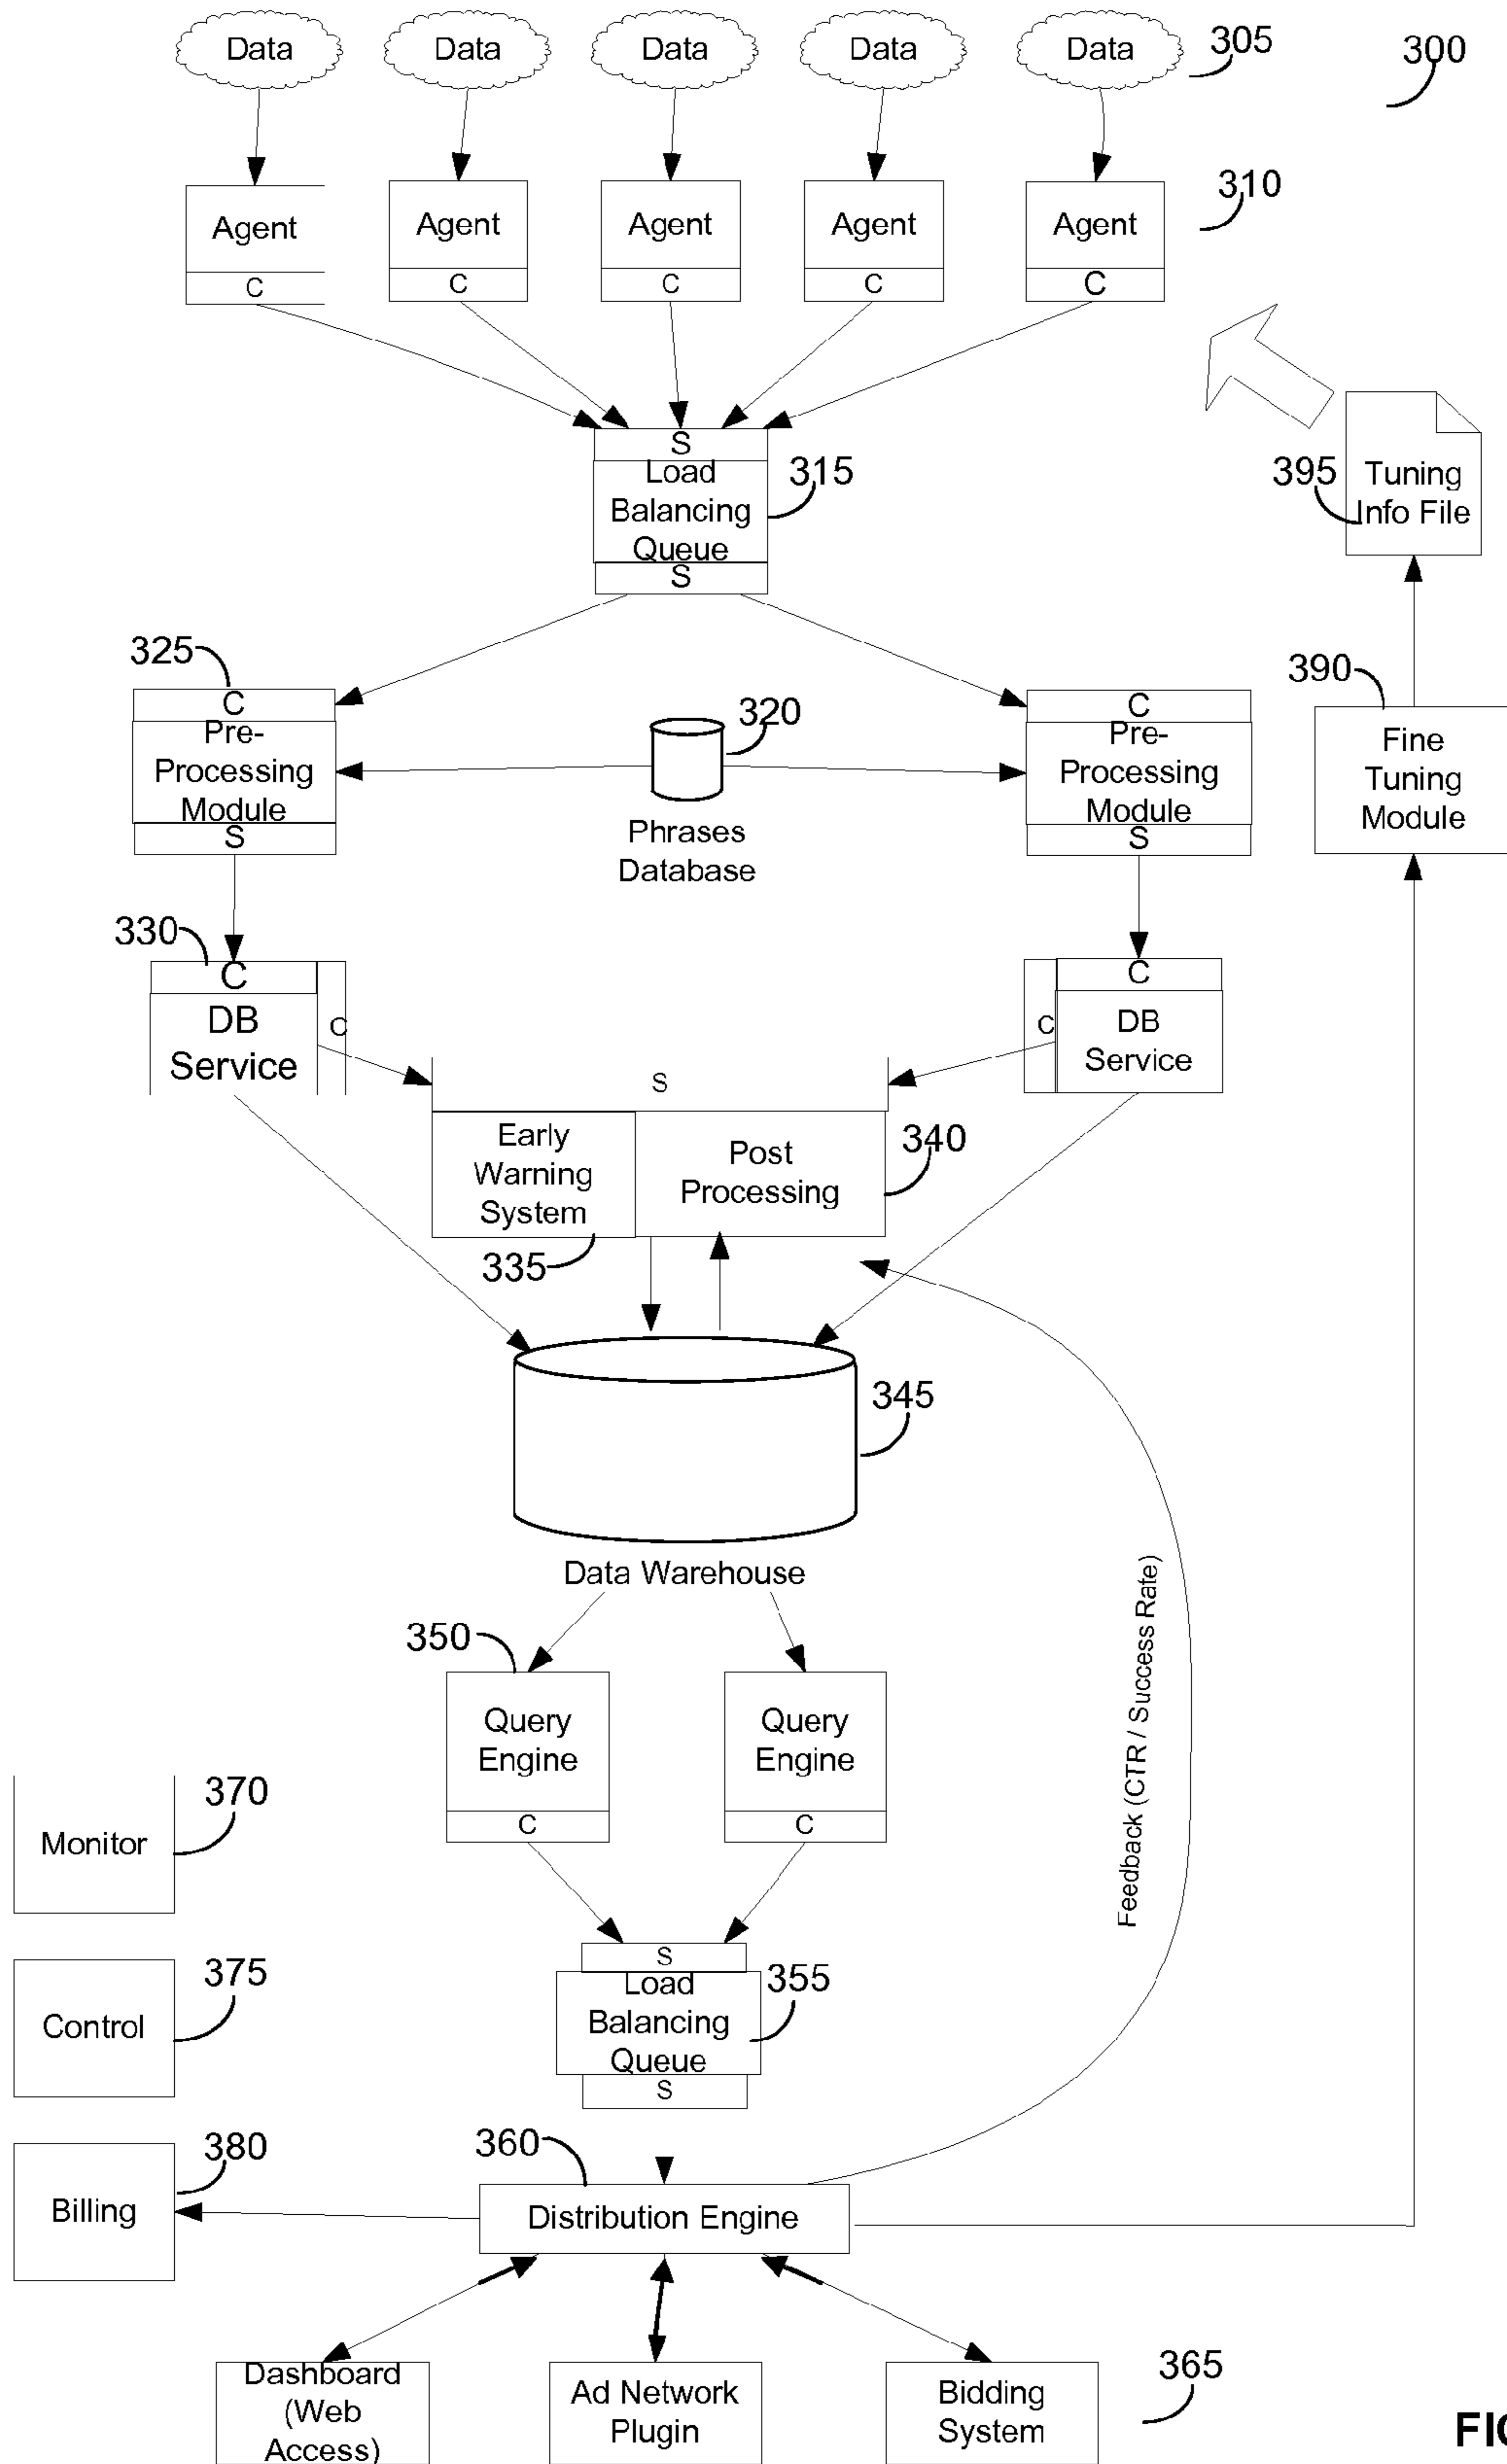 Data
Data
Data
Data
Data
305
300
Agent
Agent
Agent
Agent
Agent
310
C
C
C
C
C
S
Load
Balancing
Queue
S
315
395
Tuning
Info File
325
C
Pre-
Processing
Module
S
320
Phrases
Database
C
Pre-
Processing
Module
S
390
Fine
Tuning
Module
330
C
DB
Service
C
C
C
DB
Service
S
Early
Warning
System
335
Post
Processing
340
345
Data Warehouse
Feedback (CTR / Success Rate)
350
Query
Engine
C
Query
Engine
C
370
Monitor
S
Load
Balancing
Queue
S
355
375
Control
380
Billing
360
Distribution Engine
Dashboard
(Web
Access)
Ad Network
Plugin
Bidding
System
365